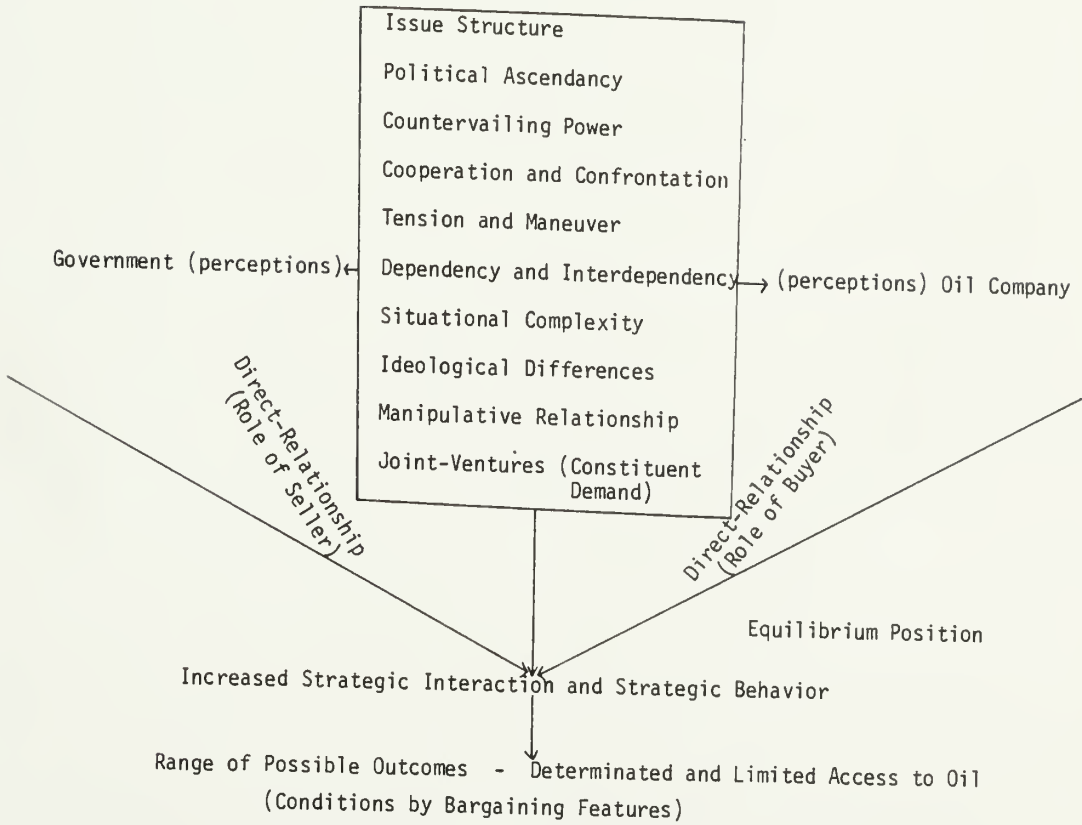 Issue Structure
Political Ascendancy
Countervailing Power
Cooperation and Confrontation
Tension and Maneuver
Government (perceptions)
Dependency and Interdependency
(perceptions) Oil Company
Situational Complexity
Ideological Differences
Manipulative Relationship
Joint-Ventures (Constituent
Demand)
Direct-Relationship
(Role of Seller)
Direct-Relationship
(Role of Buyer)
Equilibrium Position
Increased Strategic Interaction and Strategic Behavior
Range of Possible Outcomes - Determinated and Limited Access to Oil
(Conditions by Bargaining Features)